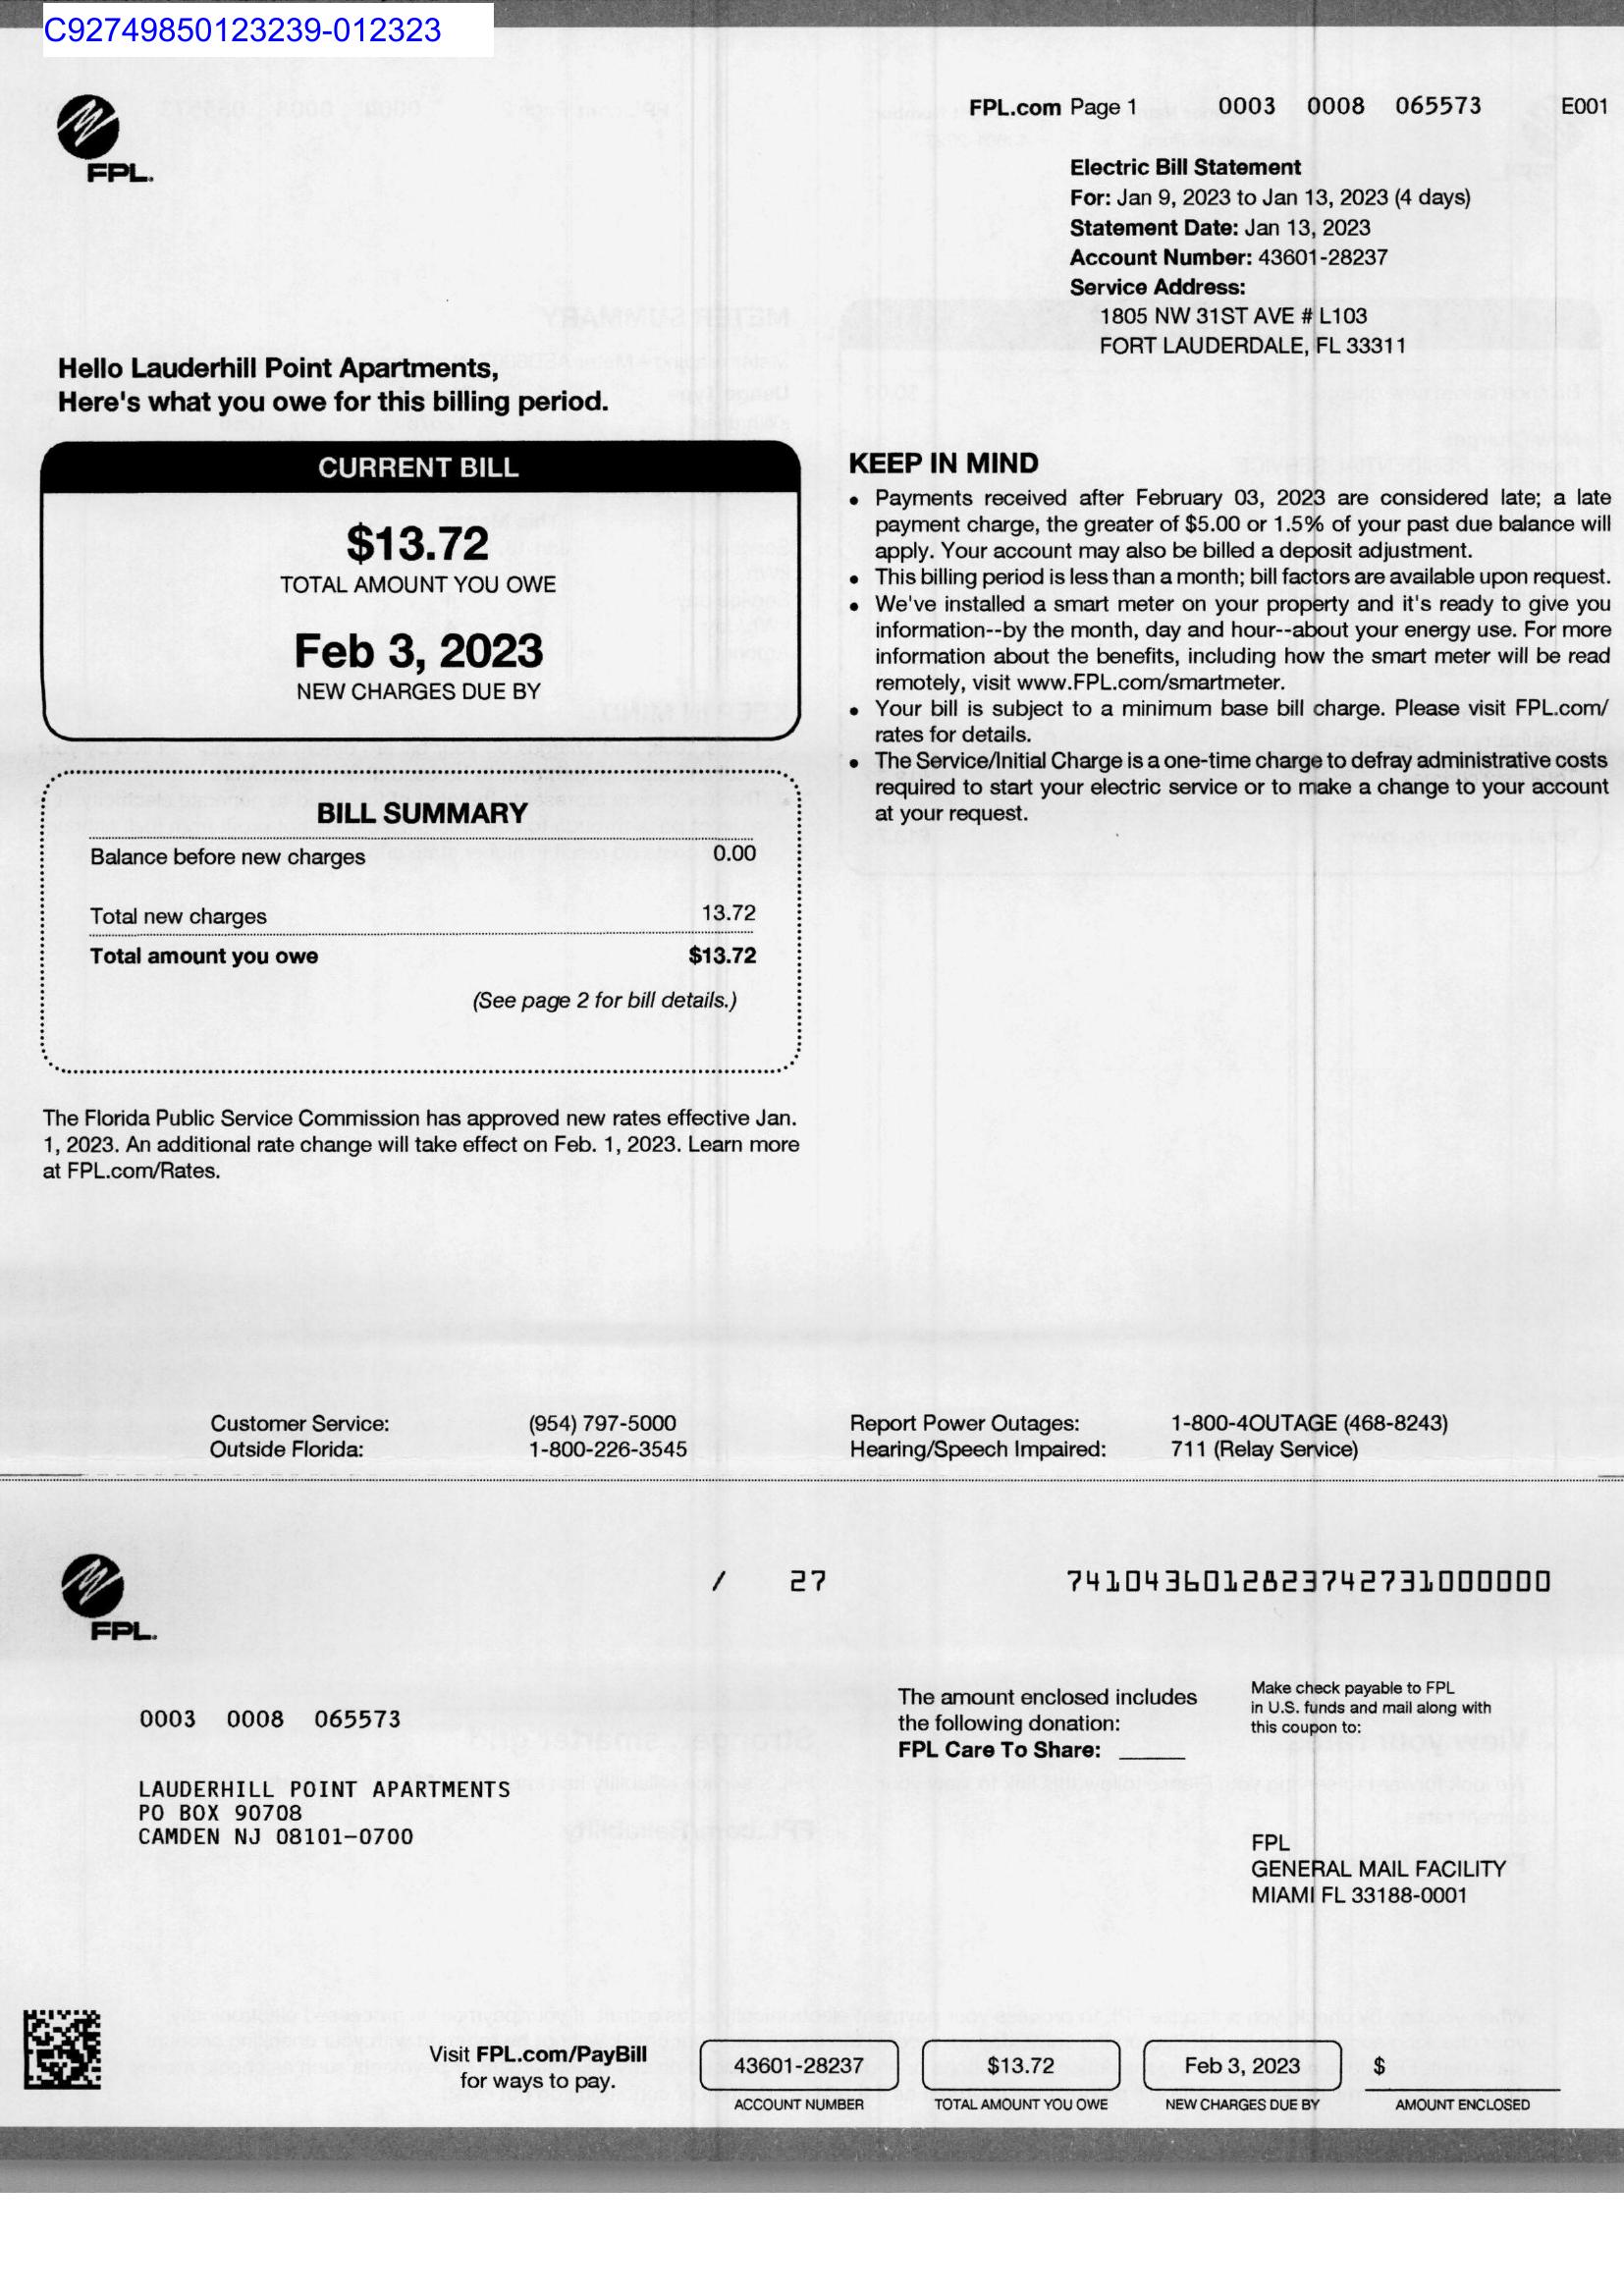 C92749850123239-012323
FPL.
FPL.com Page 1 0003 0008 065573 E001
Electric Bill Statement
For: Jan 9, 2023 to Jan 13, 2023 (4 days)
Statement Date: Jan 13, 2023
Account Number: 43601-28237
Service Address:
1805 NW 31ST AVE # L103
FORT LAUDERDALE, FL 33311
Hello Lauderhill Point Apartments,
Here's what you owe for this billing period.
CURRENT BILL
$13.72
TOTAL AMOUNT YOU OWE
Feb 3, 2023
NEW CHARGES DUE BY
BILL SUMMARY
Balance before new charges 0.00
Total new charges 13.72
Total amount you owe $13.72
(See page 2 for bill details.)
The Florida Public Service Commission has approved new rates effective Jan.
1, 2023. An additional rate change will take effect on Feb. 1, 2023. Learn more
at FPL.com/Rates.
KEEP IN MIND
• Payments received after February 03, 2023 are considered late; a late
payment charge, the greater of $5.00 or 1.5% of your past due balance will
apply. Your account may also be billed a deposit adjustment.
• This billing period is less than a month; bill factors are available upon request.
• We've installed a smart meter on your property and it's ready to give you
information--by the month, day and hour--about your energy use. For more
information about the benefits, including how the smart meter will be read
remotely, visit www.FPL.com/smartmeter.
• Your bill is subject to a minimum base bill charge. Please visit FPL.com/
rates for details.
• The Service/Initial Charge is a one-time charge to defray administrative costs
required to start your electric service or to make a change to your account
at your request.
Customer Service: (954) 797-5000 Report Power Outages: 1-800-4OUTAGE (468-8243)
Outside Florida: 1-800-226-3545 Hearing/Speech Impaired: 711 (Relay Service)
FPL.
/ 27 7410436012823742731000000
0003 0008 065573
LAUDERHILL POINT APARTMENTS
PO BOX 90708
CAMDEN NJ 08101-0700
The amount enclosed includes
the following donation:
FPL Care To Share: ______
Make check payable to FPL
in U.S. funds and mail along with
this coupon to:
FPL
GENERAL MAIL FACILITY
MIAMI FL 33188-0001
Visit FPL.com/PayBill
for ways to pay.
43601-28237 $13.72 Feb 3, 2023 $
ACCOUNT NUMBER TOTAL AMOUNT YOU OWE NEW CHARGES DUE BY AMOUNT ENCLOSED